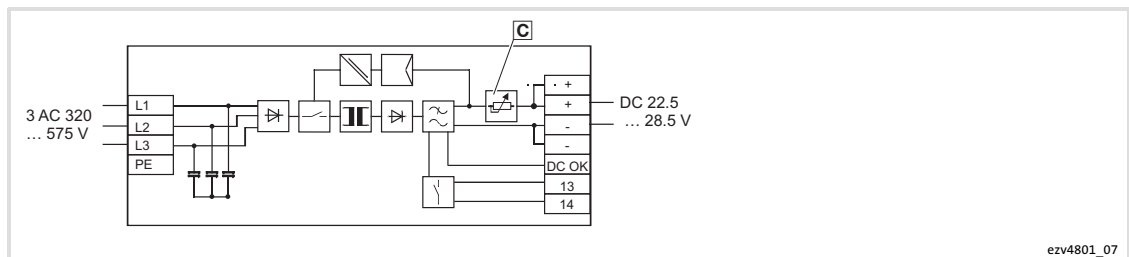 C
3 AC 320
… 575 V
L1
L2
L3
PE
+
+
-
-
DC OK
13
14
DC 22.5
… 28.5 V
ezv4801_07